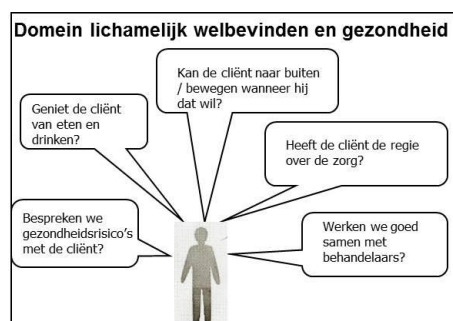 Domein lichamelijk welbevinden en gezondheid
Kan de cliënt naar buiten
/ bewegen wanneer hij
dat wil?
Geniet de cliënt
van eten en
drinken?
Heeft de cliënt de regie
over de zorg?
Bespreken we
gezondheidsrisico's
met de cliënt?
Werken we goed
samen met
behandelaars?